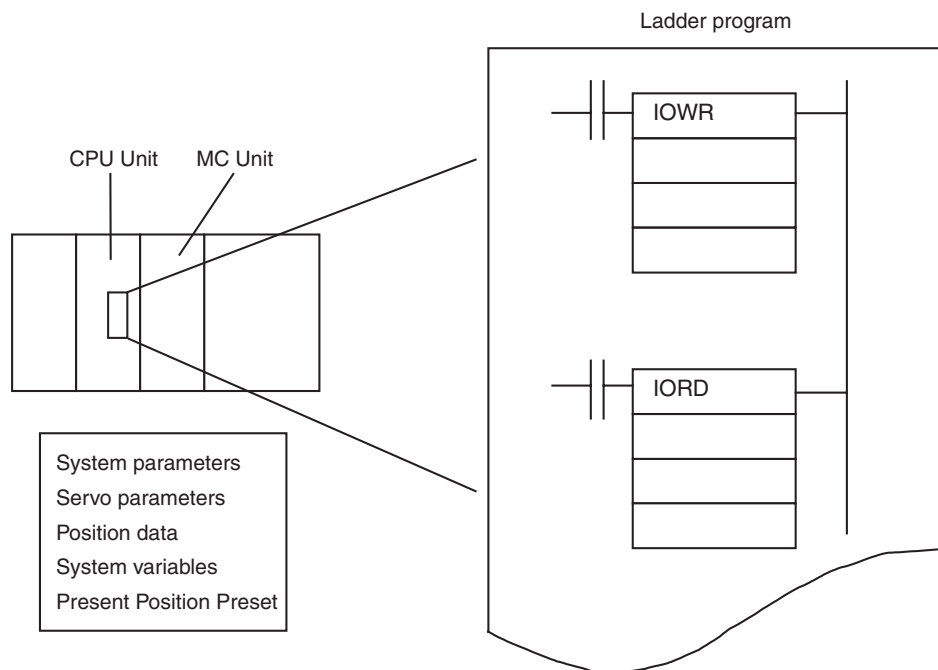 Ladder program
IOWR
CPU Unit
MC Unit
IORD
System parameters
Servo parameters
Position data
System variables
Present Position Preset